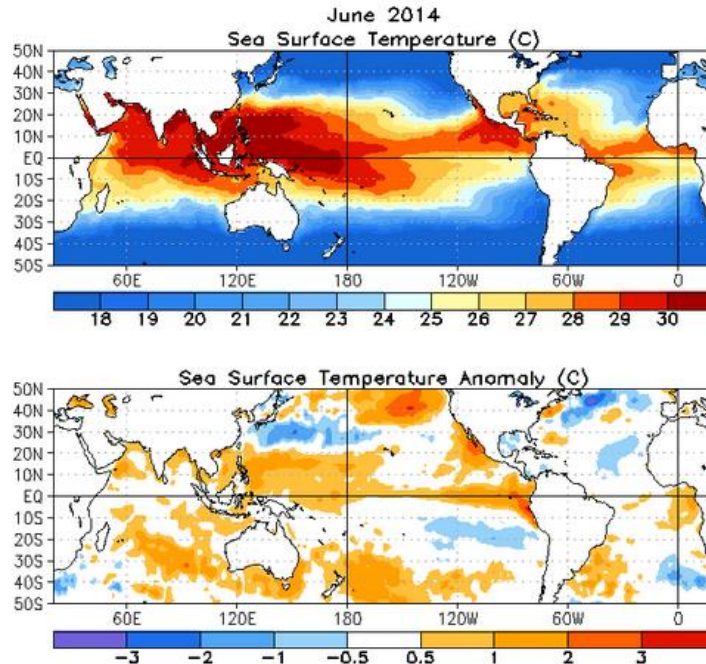 June 2014
Sea Surface Temperature (C)
50N
40N
30N
20N
10N
EQ
10S
20S
30S
40S
50S
60E 120E 180 120W 60W 0
18 19 20 21 22 23 24 25 26 27 28 29 30
Sea Surface Temperature Anomaly (C)
50N
40N
30N
20N
10N
EQ
10S
20S
30S
40S
50S
60E 120E 180 120W 60W 0
-3 -2 -1 -0.5 0.5 1 2 3